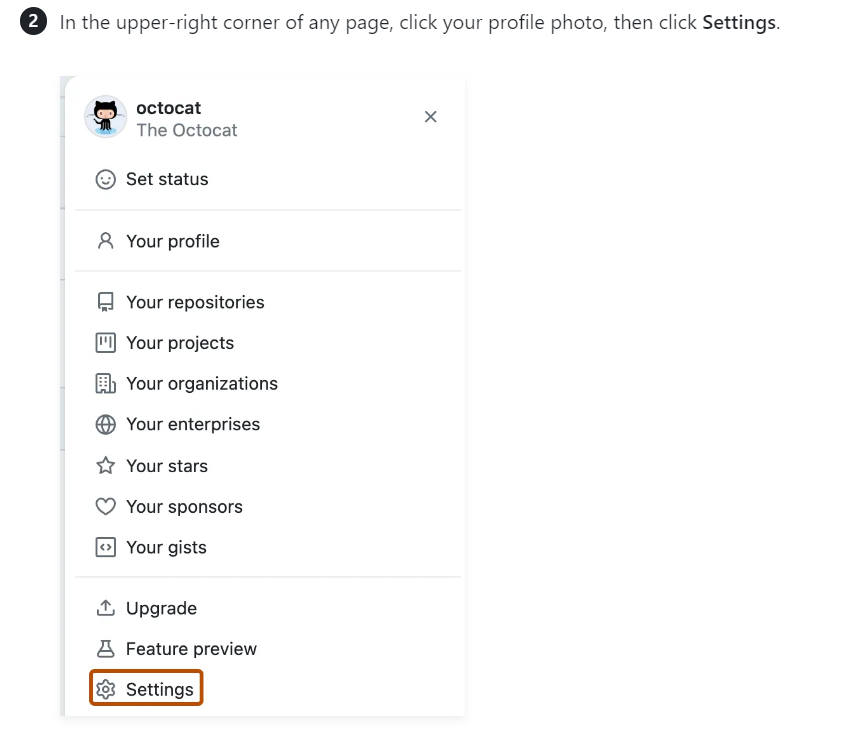 2 In the upper-right corner of any page, click your profile photo, then click Settings.
octocat
The Octocat
Set status
Your profile
Your repositories
Your projects
Your organizations
Your enterprises
Your stars
Your sponsors
Your gists
Upgrade
Feature preview
Settings